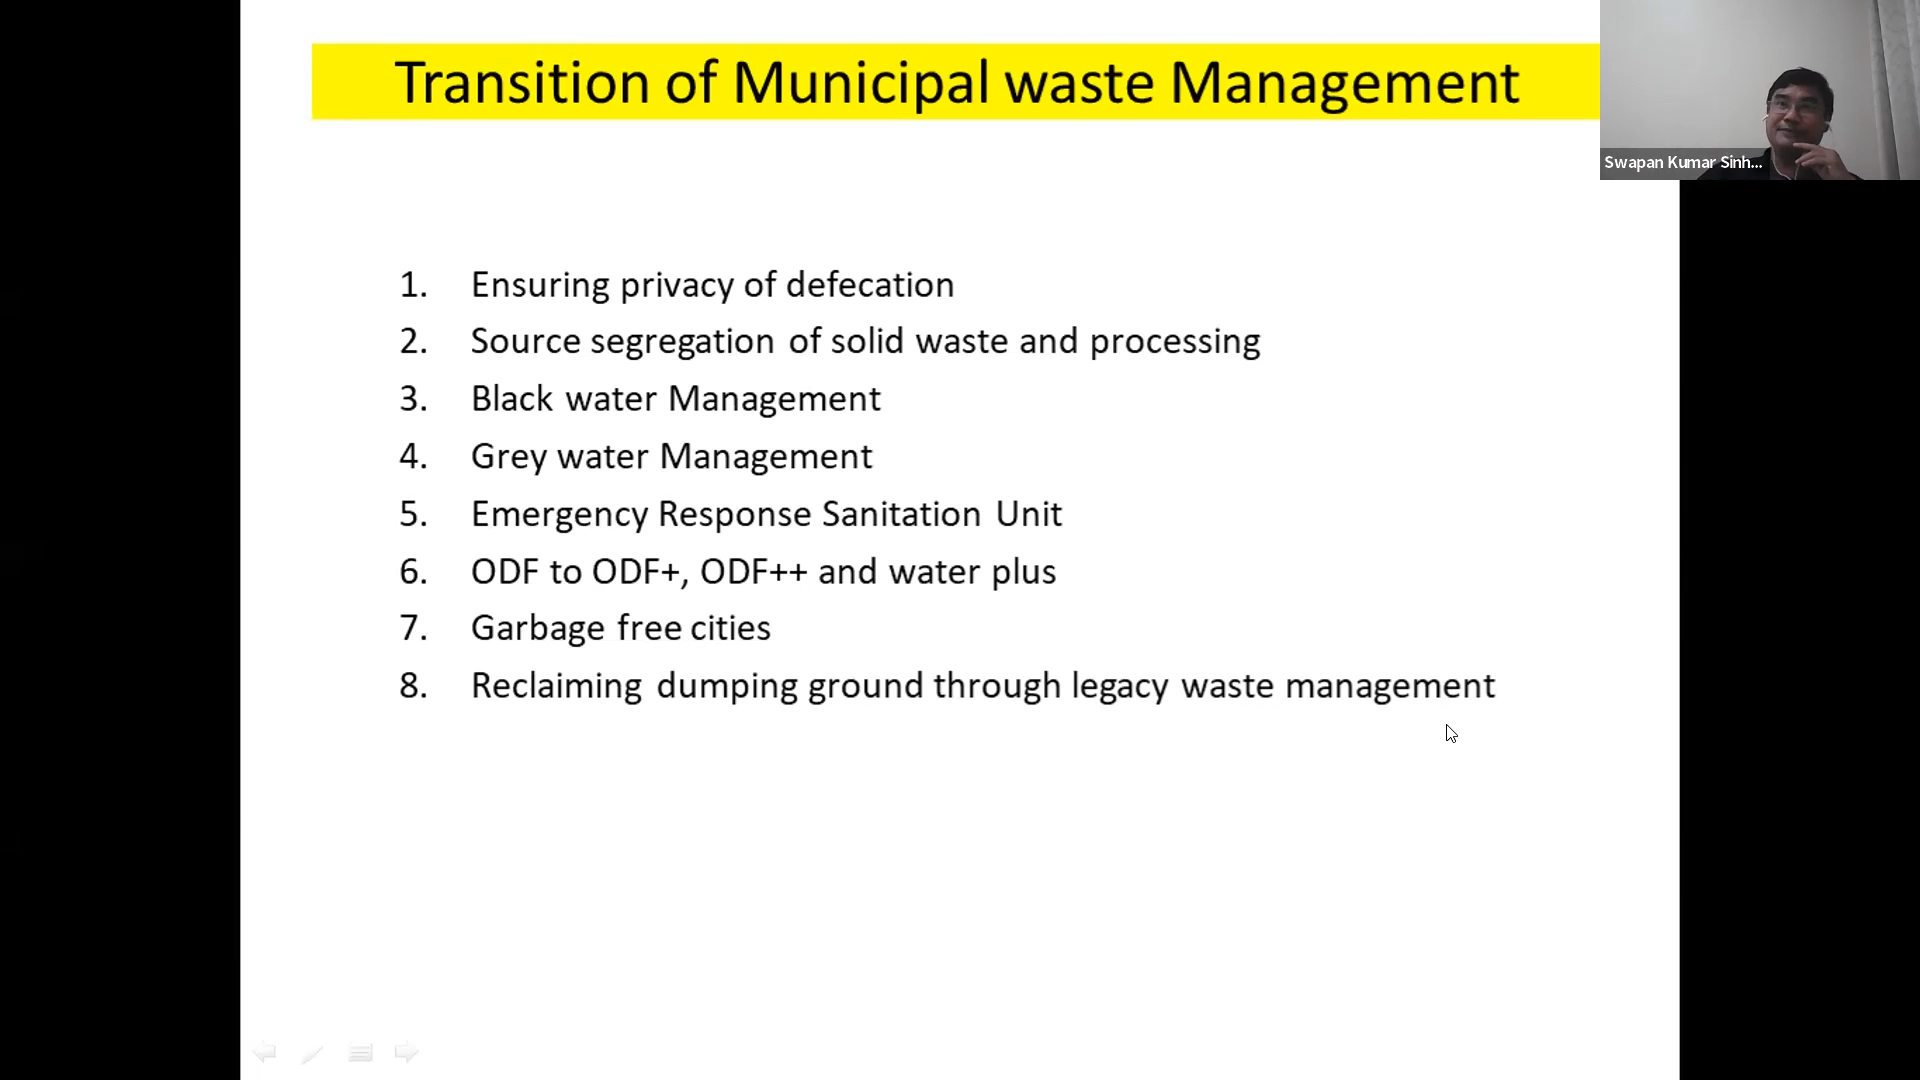 Transition of Municipal waste Management
Swapan Kumar Sinh...
1. Ensuring privacy of defecation
2. Source segregation of solid waste and processing
3. Black water Management
4. Grey water Management
5. Emergency Response Sanitation Unit
6. ODF to ODF+, ODF++ and water plus
7. Garbage free cities
8. Reclaiming dumping ground through legacy waste management